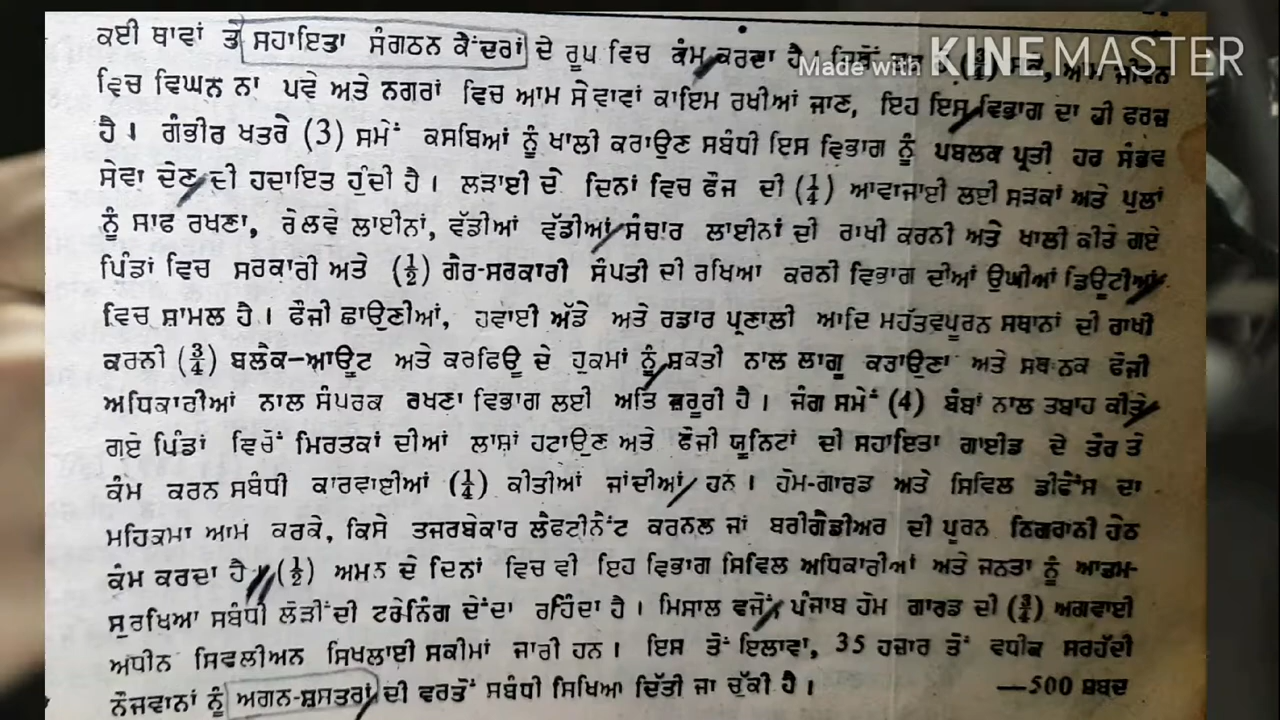 ਕਈ ਥਾਵਾਂ ਤੇ ਸਹਾਇਤਾ ਸੰਗਠਨ ਕੇਂਦਰਾਂ ਦੇ ਰੂਪ ਵਿਚ ਕੰਮ ਕਰਦਾ ਹੈ । ਆਮ ਜੀਵਨ
Made with KINEMASTER
ਵਿਚ ਵਿਘਨ ਨਾ ਪਵੇ ਅਤੇ ਨਗਰਾਂ ਵਿਚ ਆਮ ਸੇਵਾਵਾਂ ਕਾਇਮ ਰਖੀਆਂ ਜਾਣ, ਇਹ ਇਸ ਵਿਭਾਗ ਦਾ ਹੀ ਫਰਜ਼
ਹੈ । ਗੰਭੀਰ ਖਤਰੇ (3) ਸਮੇਂ ਕਸਬਿਆਂ ਨੂੰ ਖਾਲੀ ਕਰਾਉਣ ਸਬੰਧੀ ਇਸ ਵਿਭਾਗ ਨੂੰ ਪਬਲਕ ਪ੍ਰਤੀ ਹਰ ਸੰਭਵ
ਸੇਵਾ ਦੇਣ ਦੀ ਹਦਾਇਤ ਹੁੰਦੀ ਹੈ । ਲੜਾਈ ਦੇ ਦਿਨਾਂ ਵਿਚ ਫੌਜ ਦੀ (¼) ਆਵਾਜਾਈ ਲਈ ਸੜਕਾਂ ਅਤੇ ਪੁਲਾਂ
ਨੂੰ ਸਾਫ ਰਖਣਾ, ਰੇਲਵੇ ਲਾਈਨਾਂ, ਵੱਡੀਆਂ ਵੱਡੀਆਂ ਸੰਚਾਰ ਲਾਈਨਾਂ ਦੀ ਰਾਖੀ ਕਰਨੀ ਅਤੇ ਖਾਲੀ ਕੀਤੇ ਗਏ
ਪਿੰਡਾਂ ਵਿਚ ਸਰਕਾਰੀ ਅਤੇ (½) ਗੈਰ-ਸਰਕਾਰੀ ਸੰਪਤੀ ਦੀ ਰਖਿਆ ਕਰਨੀ ਵਿਭਾਗ ਦੀਆਂ ਉਘੀਆਂ ਡਿਊਟੀਆਂ
ਵਿਚ ਸ਼ਾਮਲ ਹੈ । ਫੌਜੀ ਛਾਉਣੀਆਂ, ਹਵਾਈ ਅੱਡੇ ਅਤੇ ਰਡਾਰ ਪ੍ਰਣਾਲੀ ਆਦਿ ਮਹੱਤਵਪੂਰਨ ਸਥਾਨਾਂ ਦੀ ਰਾਖੀ
ਕਰਨੀ (¾) ਬਲੈਕ-ਆਊਟ ਅਤੇ ਕਰਫਿਊ ਦੇ ਹੁਕਮਾਂ ਨੂੰ ਸ਼ਕਤੀ ਨਾਲ ਲਾਗੂ ਕਰਾਉਣਾ ਅਤੇ ਸਥਾਨਕ ਫੌਜੀ
ਅਧਿਕਾਰੀਆਂ ਨਾਲ ਸੰਪਰਕ ਰਖਣਾ ਵਿਭਾਗ ਲਈ ਅਤਿ ਜ਼ਰੂਰੀ ਹੈ । ਜੰਗ ਸਮੇਂ (4) ਬੰਬਾਂ ਨਾਲ ਤਬਾਹ ਕੀਤੇ
ਗਏ ਪਿੰਡਾਂ ਵਿਚੋਂ ਮਿਰਤਕਾਂ ਦੀਆਂ ਲਾਸ਼ਾਂ ਹਟਾਉਣ ਅਤੇ ਫੌਜੀ ਯੂਨਿਟਾਂ ਦੀ ਸਹਾਇਤਾ ਗਾਈਡ ਦੇ ਤੌਰ ਤੇ
ਕੰਮ ਕਰਨ ਸਬੰਧੀ ਕਾਰਵਾਈਆਂ (¼) ਕੀਤੀਆਂ ਜਾਂਦੀਆਂ ਹਨ । ਹੋਮ-ਗਾਰਡ ਅਤੇ ਸਿਵਿਲ ਡੀਫੈਂਸ ਦਾ
ਮਹਿਕਮਾ ਆਮ ਕਰਕੇ, ਕਿਸੇ ਤਜਰਬੇਕਾਰ ਲੈਫਟੀਨੈਂਟ ਕਰਨਲ ਜਾਂ ਬਰੀਗੇਡੀਅਰ ਦੀ ਪੂਰਨ ਨਿਗਰਾਨੀ ਹੇਠ
ਕੰਮ ਕਰਦਾ ਹੈ । (½) ਅਮਨ ਦੇ ਦਿਨਾਂ ਵਿਚ ਵੀ ਇਹ ਵਿਭਾਗ ਸਿਵਿਲ ਅਧਿਕਾਰੀਆਂ ਅਤੇ ਜਨਤਾ ਨੂੰ ਆਤਮ-
ਸੁਰਖਿਆ ਸਬੰਧੀ ਲੋੜੀਂਦੀ ਟਰੇਨਿੰਗ ਦੇਂਦਾ ਰਹਿੰਦਾ ਹੈ । ਮਿਸਾਲ ਵਜੋਂ ਪੰਜਾਬ ਹੋਮ ਗਾਰਡ ਦੀ (¾) ਅਗਵਾਈ
ਅਧੀਨ ਸਿਵਲੀਅਨ ਸਿਖਲਾਈ ਸਕੀਮਾਂ ਜਾਰੀ ਹਨ । ਇਸ ਤੋਂ ਇਲਾਵਾ, 35 ਹਜ਼ਾਰ ਤੋਂ ਵਧੀਕ ਸਰਹੱਦੀ
ਨੌਜਵਾਨਾਂ ਨੂੰ ਅਗਨ-ਸ਼ਸਤਰਾਂ ਦੀ ਵਰਤੋਂ ਸਬੰਧੀ ਸਿਖਿਆ ਦਿੱਤੀ ਜਾ ਚੁੱਕੀ ਹੈ । —500 ਸ਼ਬਦ